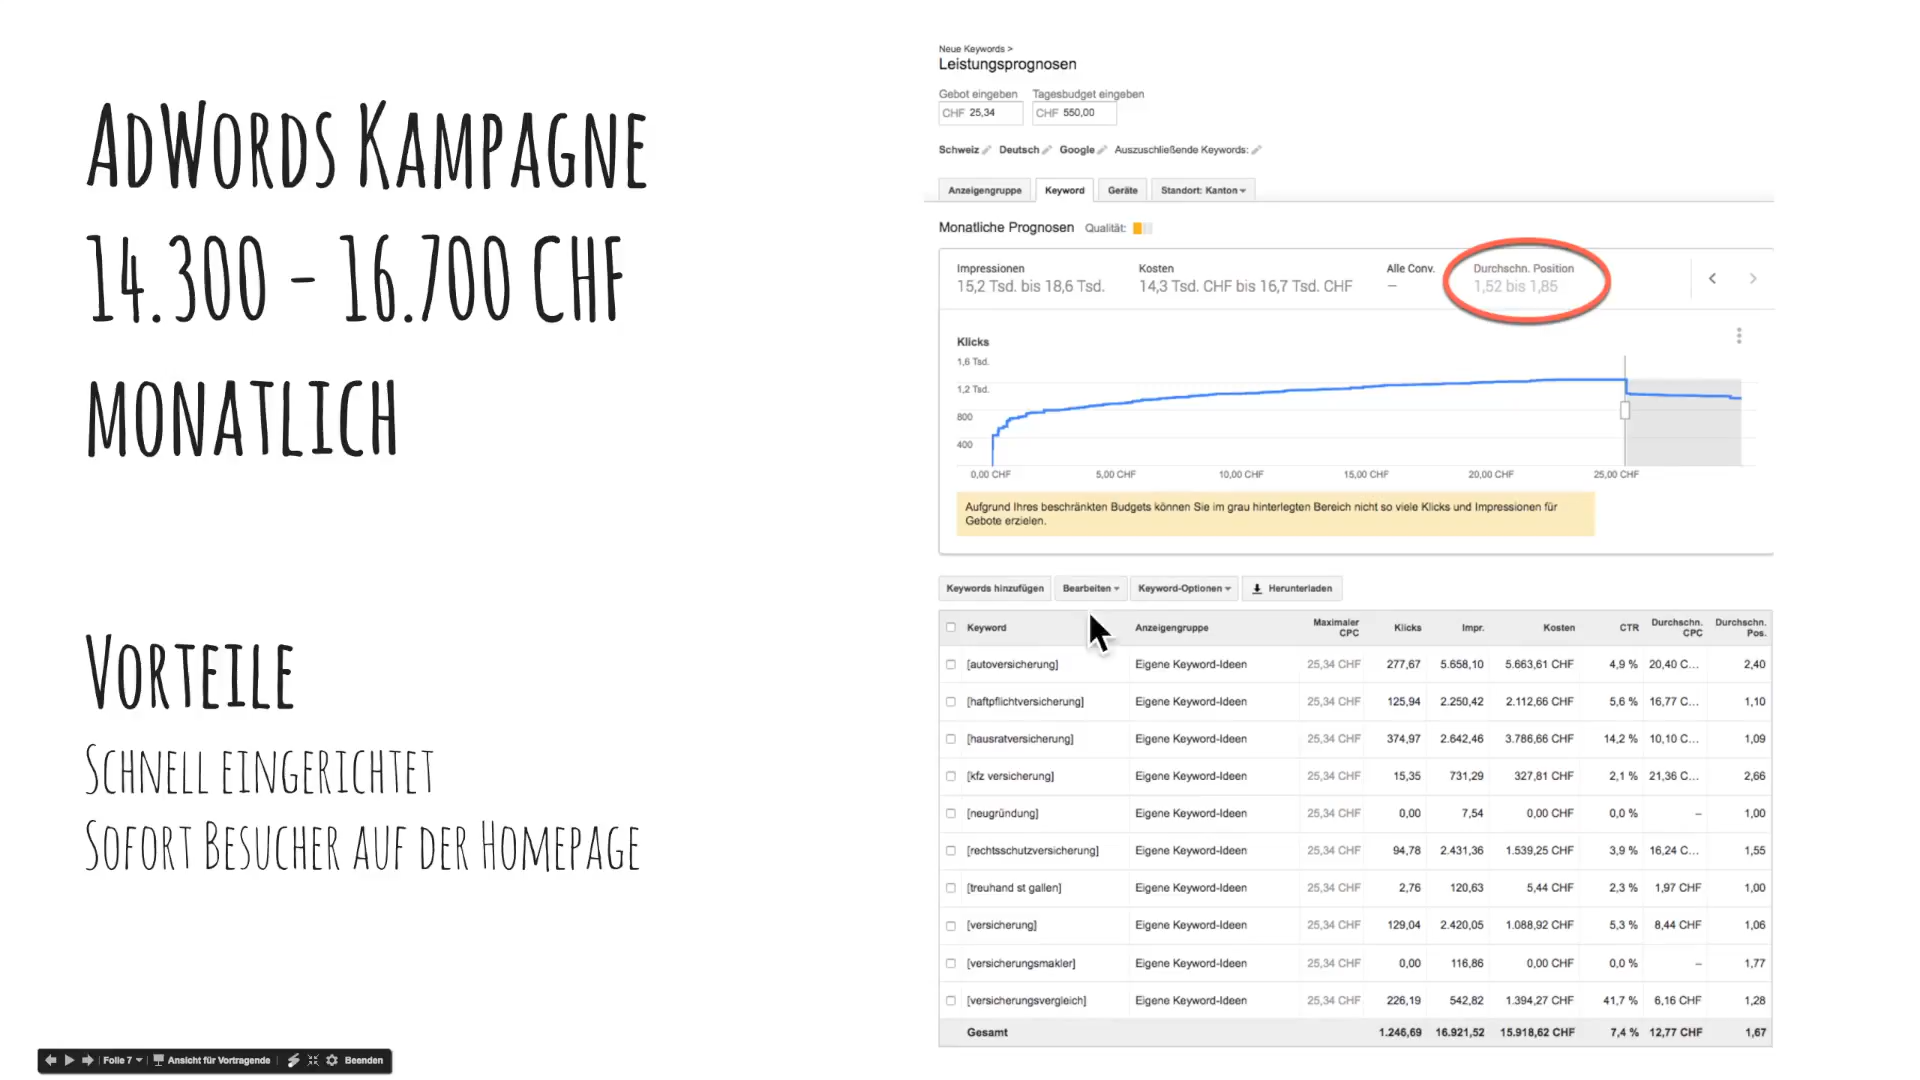 AdWords Kampagne
14.300 - 16.700 CHF
monatlich
Vorteile
Schnell eingerichtet
Sofort Besucher auf der Homepage
Neue Keywords >
Leistungsprognosen
Gebot eingeben Tagesbudget eingeben
CHF 25,34 CHF 550,00
Schweiz Deutsch Google Auszuschließende Keywords:
Anzeigengruppe Keyword Geräte Standort: Kanton
Monatliche Prognosen Qualität:
Impressionen Kosten Alle Conv. Durchschn. Position
15,2 Tsd. bis 18,6 Tsd. 14,3 Tsd. CHF bis 16,7 Tsd. CHF – 1,52 bis 1,85
Klicks
1,6 Tsd.
1,2 Tsd.
800
400
0,00 CHF 5,00 CHF 10,00 CHF 15,00 CHF 20,00 CHF 25,00 CHF
Aufgrund Ihres beschränkten Budgets können Sie im grau hinterlegten Bereich nicht so viele Klicks und Impressionen für
Gebote erzielen.
Keywords hinzufügen Bearbeiten Keyword-Optionen Herunterladen
Keyword Anzeigengruppe Maximaler CPC Klicks Impr. Kosten CTR Durchschn. CPC Durchschn. Pos.
[autoversicherung] Eigene Keyword-Ideen 25,34 CHF 277,67 5.658,10 5.663,61 CHF 4,9 % 20,40 C... 2,40
[haftpflichtversicherung] Eigene Keyword-Ideen 25,34 CHF 125,94 2.250,42 2.112,66 CHF 5,6 % 16,77 C... 1,10
[hausratversicherung] Eigene Keyword-Ideen 25,34 CHF 374,97 2.642,46 3.786,66 CHF 14,2 % 10,10 C... 1,09
[kfz versicherung] Eigene Keyword-Ideen 25,34 CHF 15,35 731,29 327,81 CHF 2,1 % 21,36 C... 2,66
[neugründung] Eigene Keyword-Ideen 25,34 CHF 0,00 7,54 0,00 CHF 0,0 % – 1,00
[rechtsschutzversicherung] Eigene Keyword-Ideen 25,34 CHF 94,78 2.431,36 1.539,25 CHF 3,9 % 16,24 C... 1,55
[treuhand st gallen] Eigene Keyword-Ideen 25,34 CHF 2,76 120,63 5,44 CHF 2,3 % 1,97 CHF 1,00
[versicherung] Eigene Keyword-Ideen 25,34 CHF 129,04 2.420,05 1.088,92 CHF 5,3 % 8,44 CHF 1,06
[versicherungsmakler] Eigene Keyword-Ideen 25,34 CHF 0,00 116,86 0,00 CHF 0,0 % – 1,77
[versicherungsvergleich] Eigene Keyword-Ideen 25,34 CHF 226,19 542,82 1.394,27 CHF 41,7 % 6,16 CHF 1,28
Gesamt 1.246,69 16.921,52 15.918,62 CHF 7,4 % 12,77 CHF 1,67
Folie 7 Ansicht für Vortragende Beenden